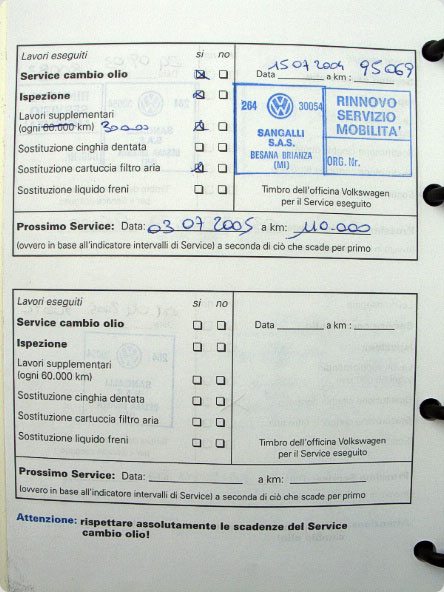 Lavori eseguiti si no
Service cambio olio
Data 15 07 2004 a km: 95069
Ispezione
Lavori supplementari
(ogni 60.000 km) 30000
264 30054
SANGALLI
S.A.S.
BESANA BRIANZA
(MI)
RINNOVO
SERVIZIO
MOBILITA'
ORG. Nr.
Sostituzione cinghia dentata
Sostituzione cartuccia filtro aria
Sostituzione liquido freni
Timbro dell'officina Volkswagen
per il Service eseguito
Prossimo Service: Data: 03 07 2005 a km: 110.000
(ovvero in base all'indicatore intervalli di Service) a seconda di ciò che scade per primo
Lavori eseguiti si no
Service cambio olio
Data a km:
Ispezione
Lavori supplementari
(ogni 60.000 km)
Sostituzione cinghia dentata
Sostituzione cartuccia filtro aria
Sostituzione liquido freni
Timbro dell'officina Volkswagen
per il Service eseguito
Prossimo Service: Data: a km:
(ovvero in base all'indicatore intervalli di Service) a seconda di ciò che scade per primo
Attenzione: rispettare assolutamente le scadenze del Service
cambio olio!